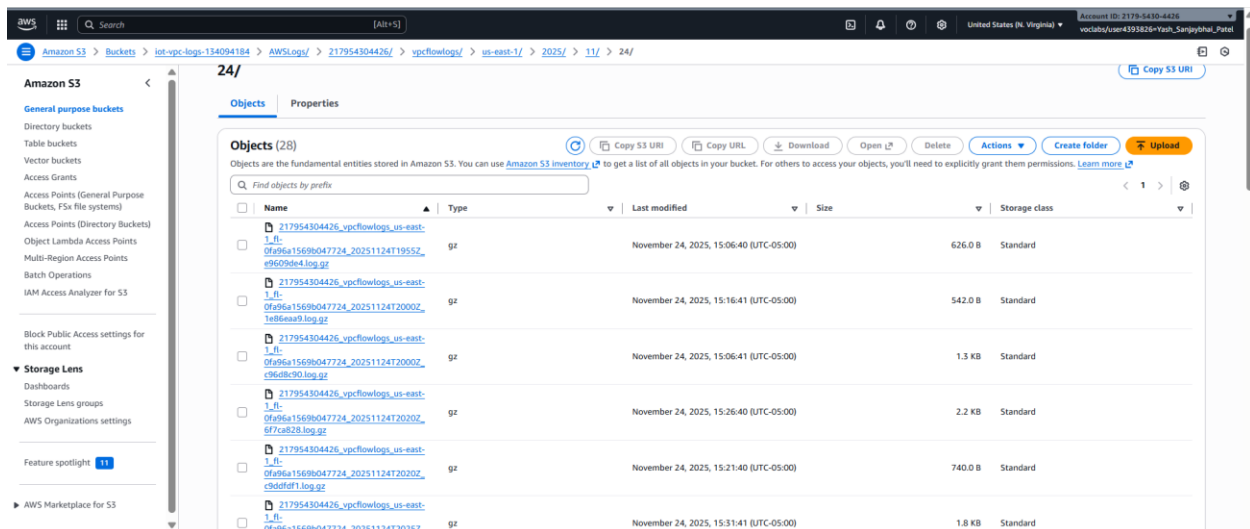 aws
Search
[Alt+S]
United States (N. Virginia)
Account ID: 2179-5430-4426
voclabs/user4393826=Yash_Sanjaybhai_Patel
Amazon S3 > Buckets > iot-vpc-logs-134094184 > AWSLogs/ > 217954304426/ > vpcflowlogs/ > us-east-1/ > 2025/ > 11/ > 24/
Amazon S3
General purpose buckets
Directory buckets
Table buckets
Vector buckets
Access Grants
Access Points (General Purpose
Buckets, FSx file systems)
Access Points (Directory Buckets)
Object Lambda Access Points
Multi-Region Access Points
Batch Operations
IAM Access Analyzer for S3
Block Public Access settings for
this account
Storage Lens
Dashboards
Storage Lens groups
AWS Organizations settings
Feature spotlight 11
AWS Marketplace for S3
24/
Copy S3 URI
Objects
Properties
Objects (28)
Copy S3 URI
Copy URL
Download
Open
Delete
Actions
Create folder
Upload
Objects are the fundamental entities stored in Amazon S3. You can use Amazon S3 inventory to get a list of all objects in your bucket. For others to access your objects, you'll need to explicitly grant them permissions. Learn more
Find objects by prefix
< 1 >
Name Type Last modified Size Storage class
217954304426_vpcflowlogs_us-east-
1_fl-
0fa96a1569b047724_20251124T1955Z_
e9609de4.log.gz
gz November 24, 2025, 15:06:40 (UTC-05:00) 626.0 B Standard
217954304426_vpcflowlogs_us-east-
1_fl-
0fa96a1569b047724_20251124T2000Z_
1e86eaa9.log.gz
gz November 24, 2025, 15:16:41 (UTC-05:00) 542.0 B Standard
217954304426_vpcflowlogs_us-east-
1_fl-
0fa96a1569b047724_20251124T2000Z_
c96d8c90.log.gz
gz November 24, 2025, 15:06:41 (UTC-05:00) 1.3 KB Standard
217954304426_vpcflowlogs_us-east-
1_fl-
0fa96a1569b047724_20251124T2020Z_
6f7ca828.log.gz
gz November 24, 2025, 15:26:40 (UTC-05:00) 2.2 KB Standard
217954304426_vpcflowlogs_us-east-
1_fl-
0fa96a1569b047724_20251124T2020Z_
c9ddfdf1.log.gz
gz November 24, 2025, 15:21:40 (UTC-05:00) 740.0 B Standard
217954304426_vpcflowlogs_us-east-
1_fl-
0fa96a1569b047724_20251124T2025Z
gz November 24, 2025, 15:31:41 (UTC-05:00) 1.8 KB Standard